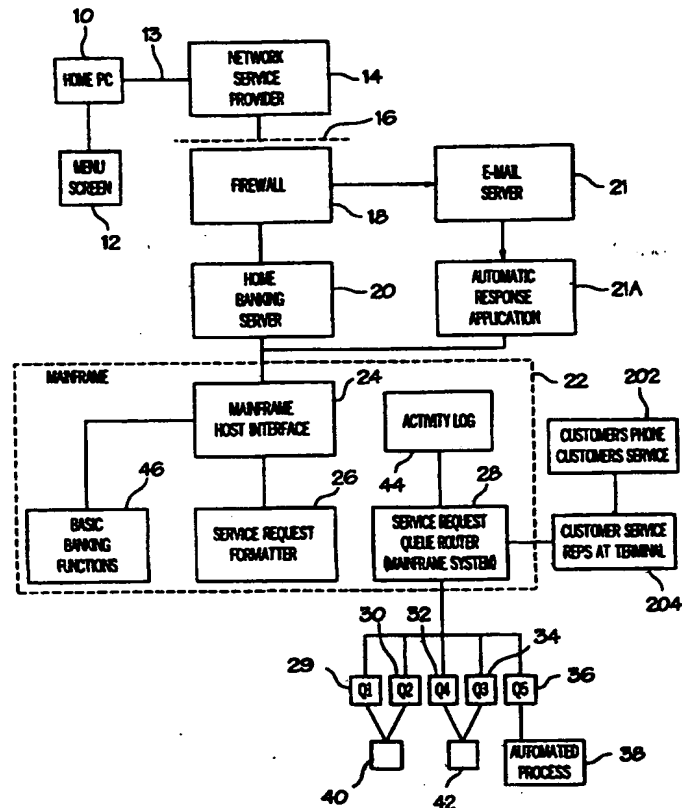 10
13
HOME PC
NETWORK
SERVICE
PROVIDER
14
16
MENU
SCREEN
12
FIREWALL
18
E-MAIL
SERVER
21
HOME
BANKING
SERVER
20
AUTOMATIC
RESPONSE
APPLICATION
21A
MAINFRAME
22
24
MAINFRAME
HOST INTERFACE
ACTIVITY LOG
44
202
CUSTOMER'S PHONE
CUSTOMERS SERVICE
46
BASIC
BANKING
FUNCTIONS
26
SERVICE REQUEST
FORMATTER
28
SERVICE REQUEST
QUEUE ROUTER
(MAINFRAME SYSTEM)
CUSTOMER SERVICE
REPS AT TERMINAL
204
30
32
34
29
Q1
Q2
Q4
Q3
Q5
36
40
42
AUTOMATED
PROCESS
38